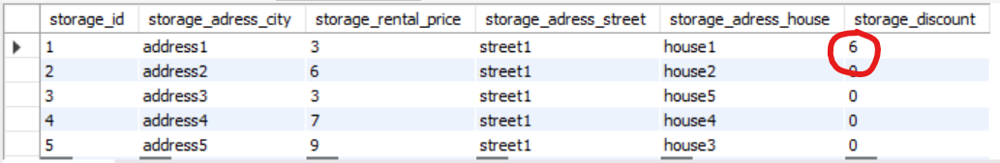 storage_id storage_adress_city storage_rental_price storage_adress_street storage_adress_house storage_discount
1 address1 3 street1 house1 6
2 address2 6 street1 house2 0
3 address3 3 street1 house5 0
4 address4 7 street1 house4 0
5 address5 9 street1 house3 0